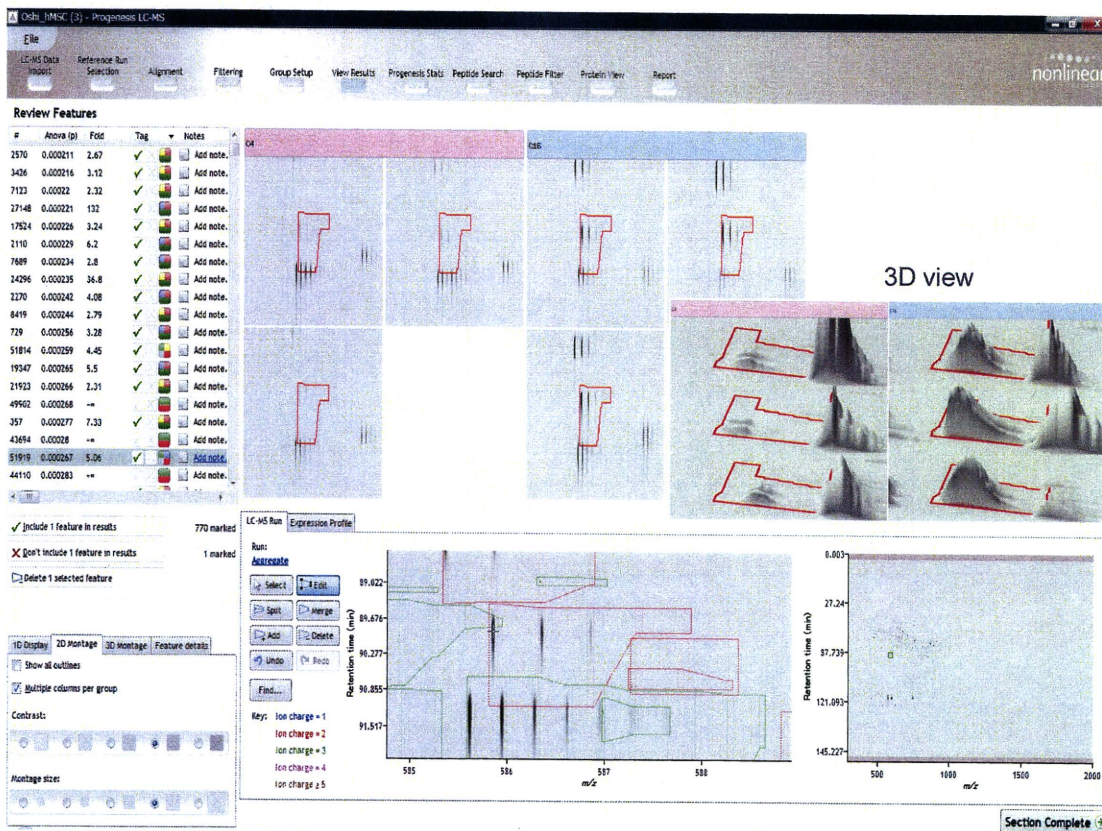 Oshi_hMSC (3) - Progenesis LC-MS
File
LC-MS Data Import
Reference Run Selection
Alignment
Filtering
Group Setup
View Results
Progenesis Stats
Peptide Search
Peptide Filter
Protein View
Report
nonlinear
Review Features
# Anova (p) Fold Tag Notes
2570 0.000211 2.67 Add note.
3426 0.000216 3.12 Add note.
7123 0.00022 2.32 Add note.
27148 0.000221 132 Add note.
17524 0.000226 3.24 Add note.
2110 0.000229 6.2 Add note.
7689 0.000234 2.8 Add note.
24296 0.000235 36.8 Add note.
2270 0.000242 4.08 Add note.
8419 0.000244 2.79 Add note.
729 0.000256 3.28 Add note.
51814 0.000259 4.45 Add note.
19347 0.000265 5.5 Add note.
21923 0.000266 2.31 Add note.
49902 0.000268 Add note.
357 0.000277 7.33 Add note.
43694 0.00028 Add note.
51919 0.000267 5.06 Add note.
44110 0.000283 Add note.
3D view
Include 1 feature in results 770 marked
Don't include 1 feature in results 1 marked
Delete 1 selected feature
1D Display 2D Montage 3D Montage Feature details
Show all outlines
Multiple columns per group
Contrast:
Montage size:
LC-MS Run Expression Profile
Run:
Aggregate
Select Edit
Split Merge
Add Delete
Undo Redo
Find...
Key: Ion charge = 1
Ion charge = 2
Ion charge = 3
Ion charge = 4
Ion charge ≥ 5
Retention time (min)
89.022
89.676
90.277
90.855
91.517
585 586 587 588
m/z
Retention time (min)
0.003
27.24
87.739
121.093
145.227
500 1000 1500 2000
m/z
Section Complete